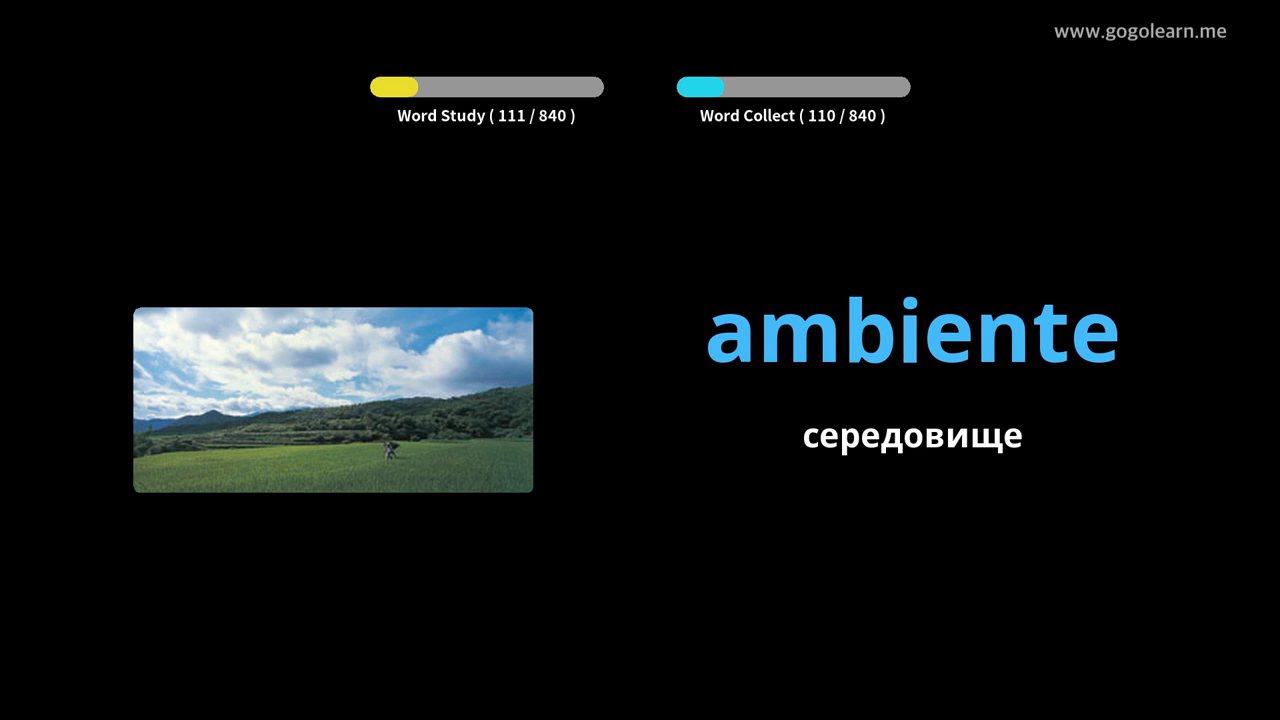 www.gogolearn.me
Word Study ( 111 / 840 )
Word Collect ( 110 / 840 )
ambiente
середовище